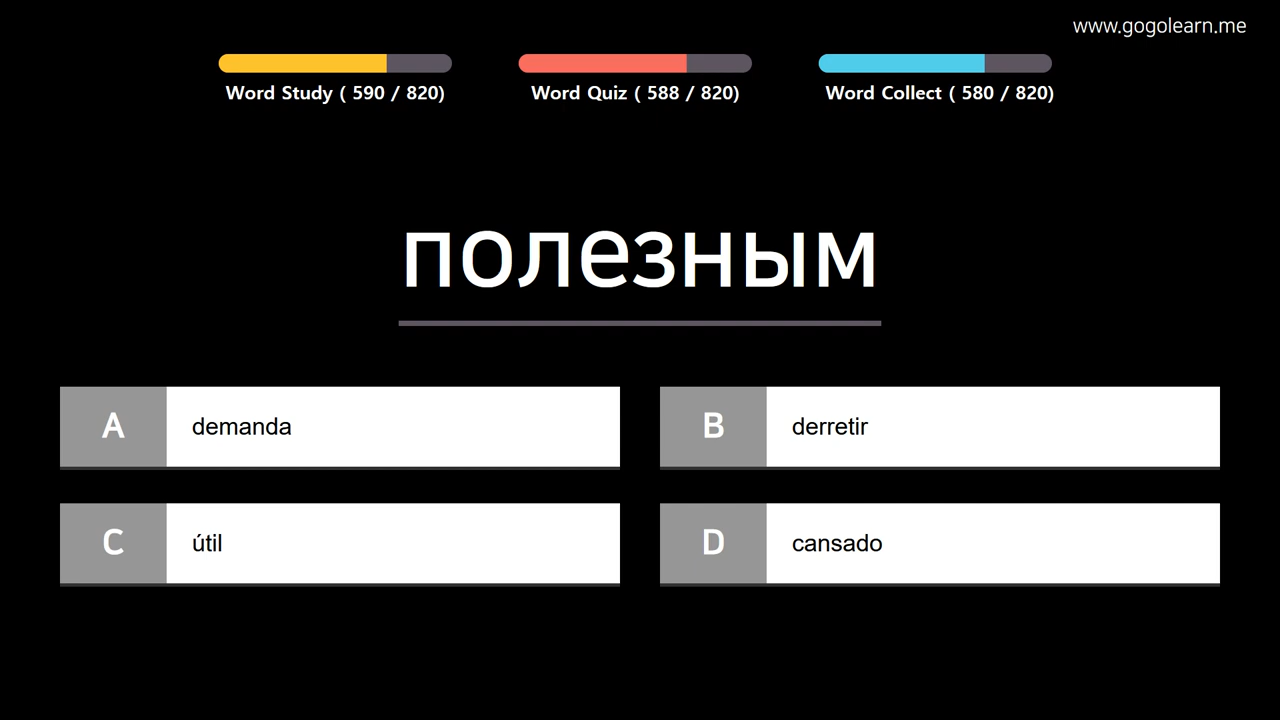 www.gogolearn.me
Word Study ( 590 / 820)
Word Quiz ( 588 / 820)
Word Collect ( 580 / 820)
полезным
A demanda
B derretir
C útil
D cansado